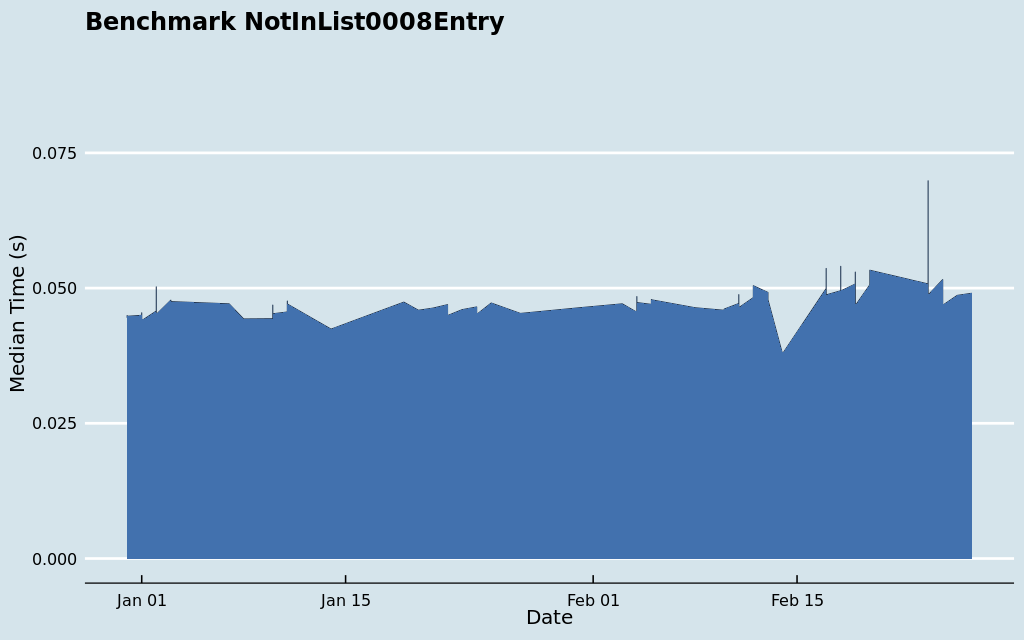 Benchmark NotInList0008Entry
0.075
0.050
0.025
0.000
Median Time (s)
Jan 01
Jan 15
Feb 01
Feb 15
Date